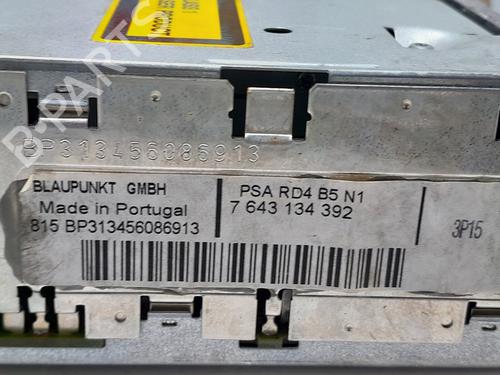 B-PARTS
BP313456086913
BLAUPUNKT GMBH
Made in Portugal
815 BP313456086913
PSA RD4 B5 N1
7 643 134 392
3P15